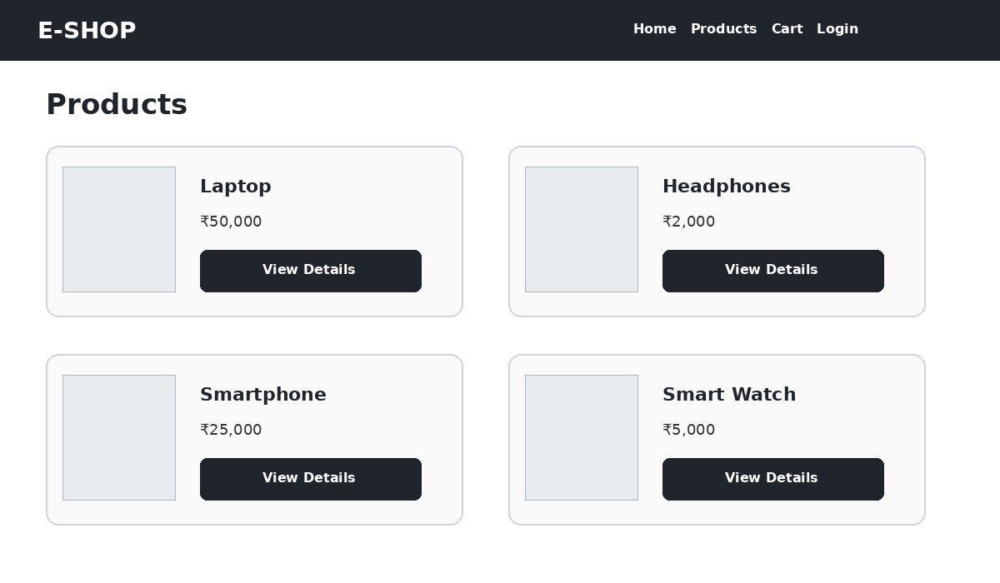 E-SHOP
Home Products Cart Login
Products
Laptop
₹50,000
View Details
Headphones
₹2,000
View Details
Smartphone
₹25,000
View Details
Smart Watch
₹5,000
View Details